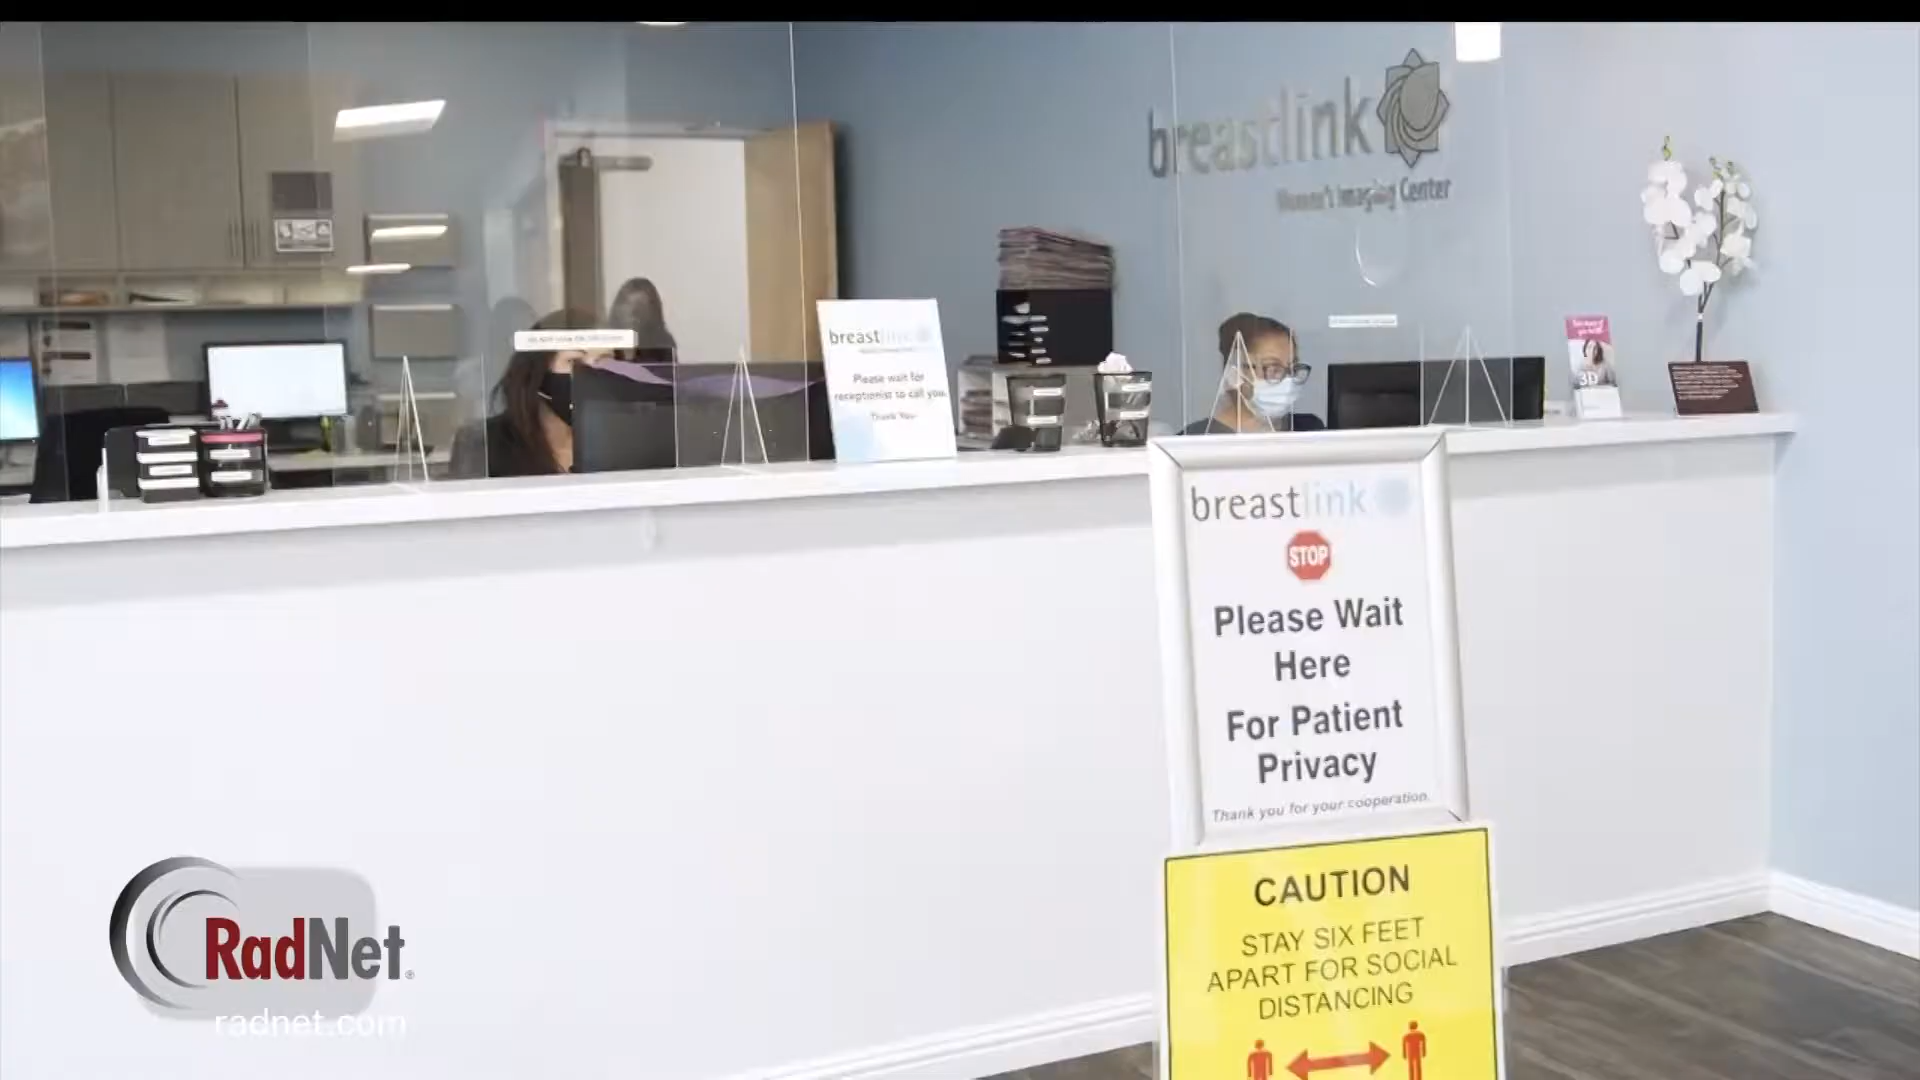 breastlink
Women's Imaging Center
breastlink
Please wait for
receptionist to call you.
Thank You
3D
breastlink
STOP
Please Wait
Here
For Patient
Privacy
Thank you for your cooperation.
CAUTION
STAY SIX FEET
APART FOR SOCIAL
DISTANCING
RadNet®
radnet.com